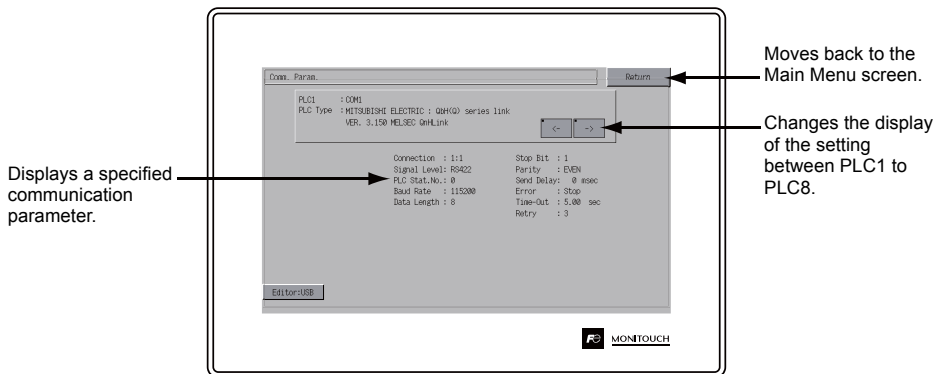 Comm. Param.
Return
PLC1 : COM1
PLC Type : MITSUBISHI ELECTRIC : QbH(Q) series link
VER. 3.150 MELSEC QnHLink
<- ->
Connection : 1:1
Signal Level: RS422
PLC Stat.No.: 0
Baud Rate : 115200
Data Length : 8
Stop Bit : 1
Parity : EVEN
Send Delay: 0 msec
Error : Stop
Time-Out : 5.00 sec
Retry : 3
Editor:USB
Fe MONITOUCH
Displays a specified
communication
parameter.
Moves back to the
Main Menu screen.
Changes the display
of the setting
between PLC1 to
PLC8.